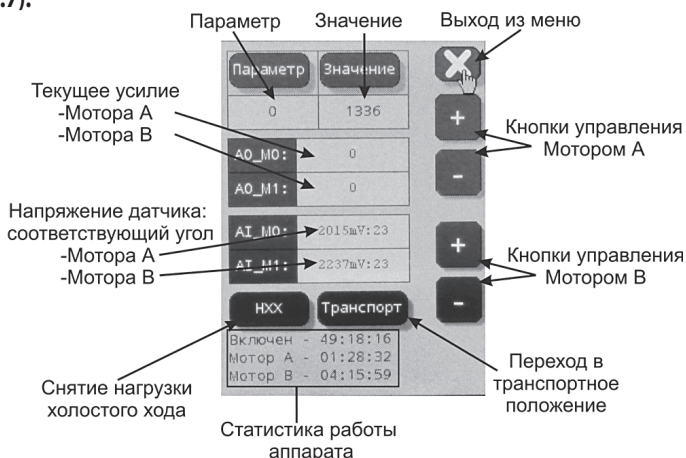 .7).
Параметр Значение Выход из меню
Параметр Значение
0 1336
+
-
Текущее усилие
-Мотора А
-Мотора В
Кнопки управления
Мотором А
AO_M0: 0
AO_M1: 0
Напряжение датчика:
соответствующий угол
-Мотора А
-Мотора В
AI_M0: 2015mV:23
AI_M1: 2237mV:23
+
-
Кнопки управления
Мотором В
НХХ Транспорт
Включен - 49:18:16
Мотор А - 01:28:32
Мотор В - 04:15:59
Снятие нагрузки
холостого хода
Переход в
транспортное
положение
Статистика работы
аппарата